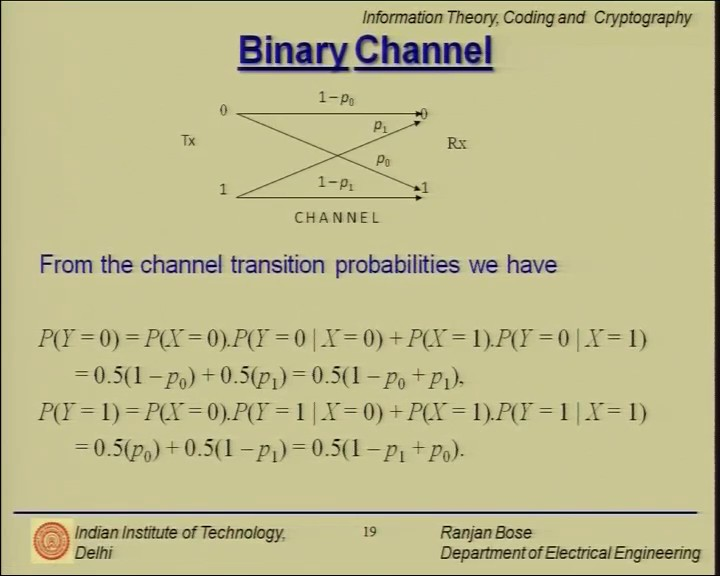 Information Theory, Coding and Cryptography
Binary Channel
1−p₀
0
0
p₁
Tx
Rx
p₀
1−p₁
1
1
CHANNEL
From the channel transition probabilities we have
P(Y = 0) = P(X = 0).P(Y = 0 | X = 0) + P(X = 1).P(Y = 0 | X = 1)
= 0.5(1 − p₀) + 0.5(p₁) = 0.5(1 − p₀ + p₁),
P(Y = 1) = P(X = 0).P(Y = 1 | X = 0) + P(X = 1).P(Y = 1 | X = 1)
= 0.5(p₀) + 0.5(1 − p₁) = 0.5(1 − p₁ + p₀).
Indian Institute of Technology,
Delhi
19
Ranjan Bose
Department of Electrical Engineering